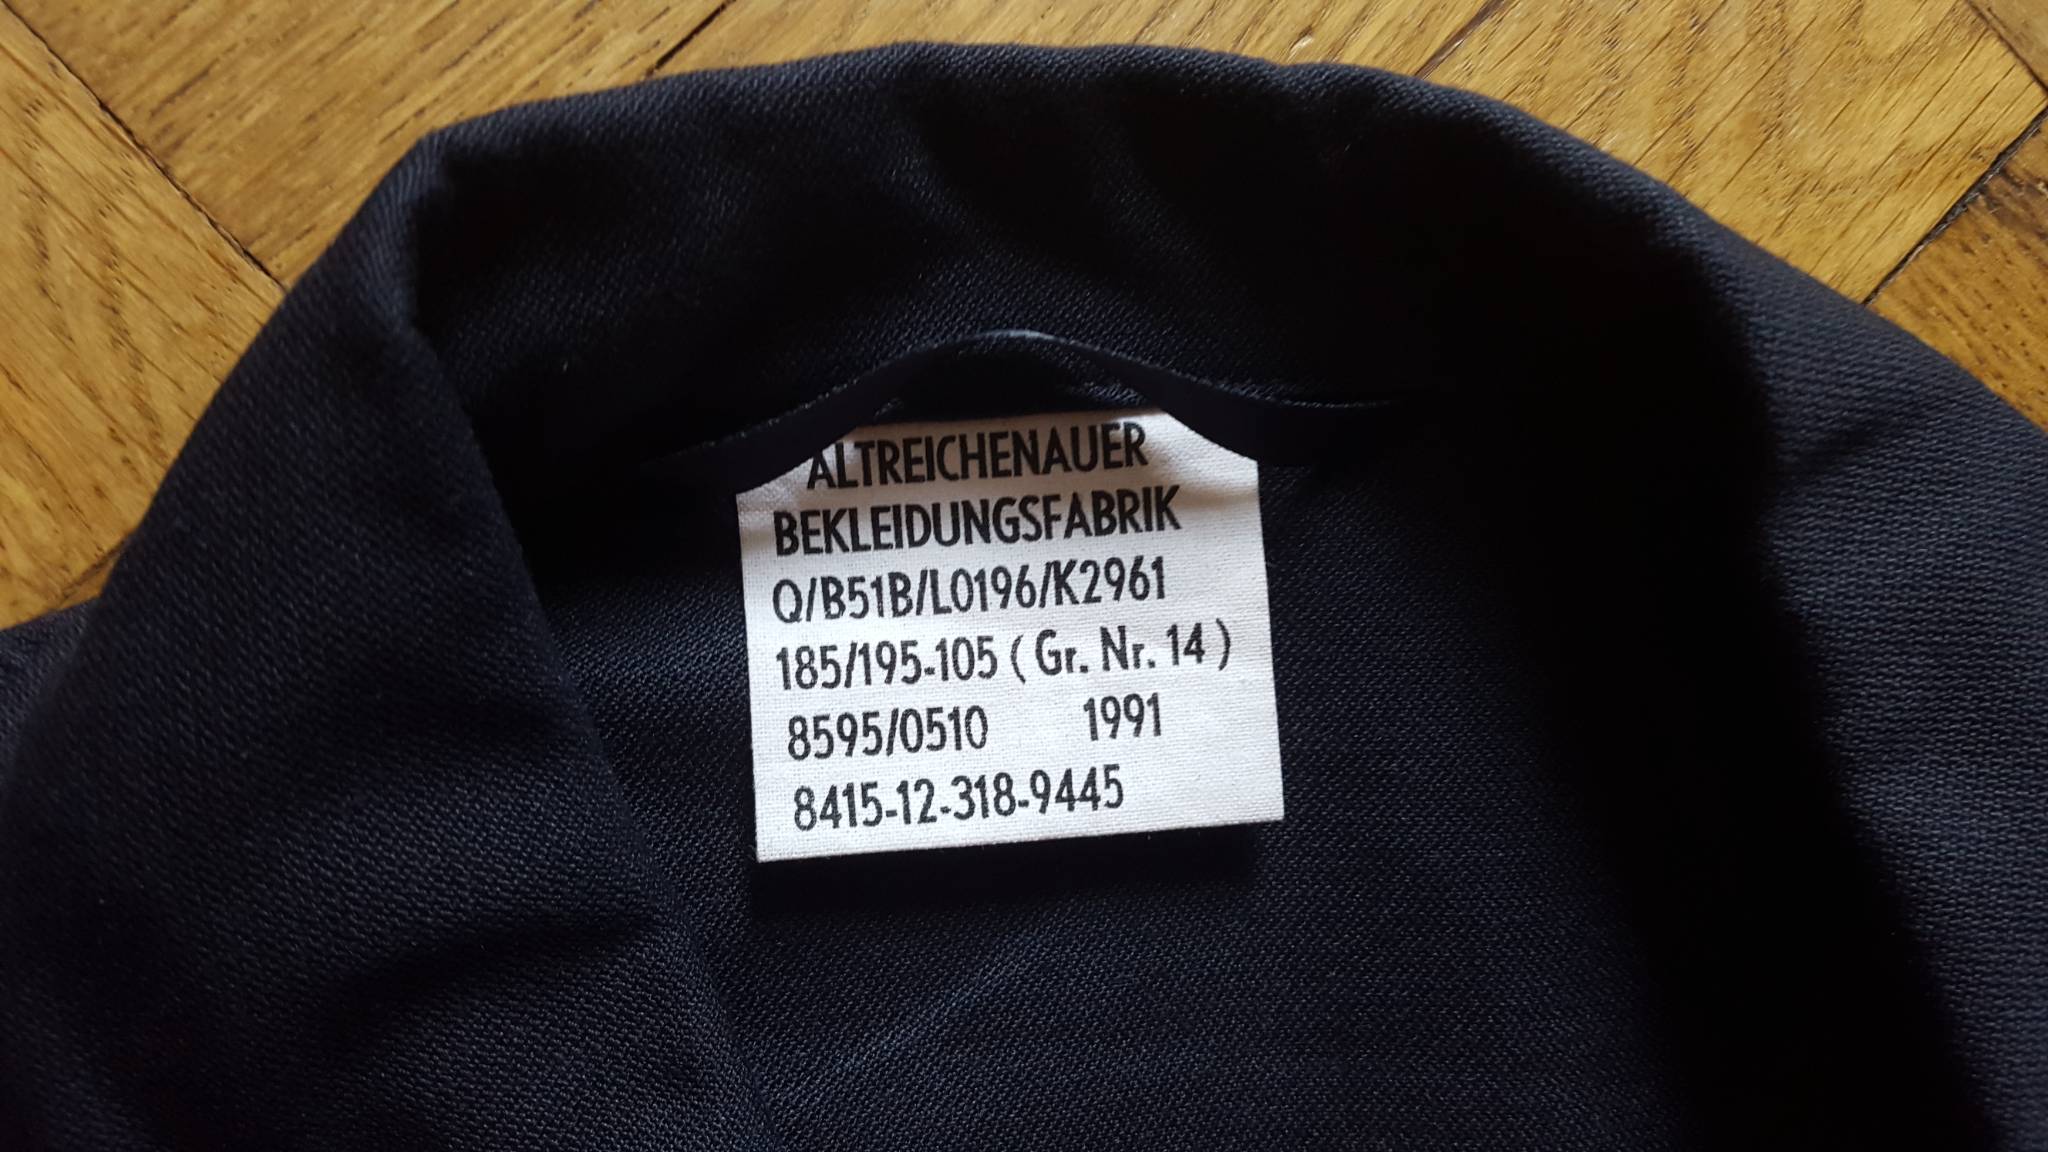 ALTREICHENAUER
BEKLEIDUNGSFABRIK
Q/B51B/L0196/K2961
185/195-105 ( Gr. Nr. 14 )
8595/0510 1991
8415-12-318-9445